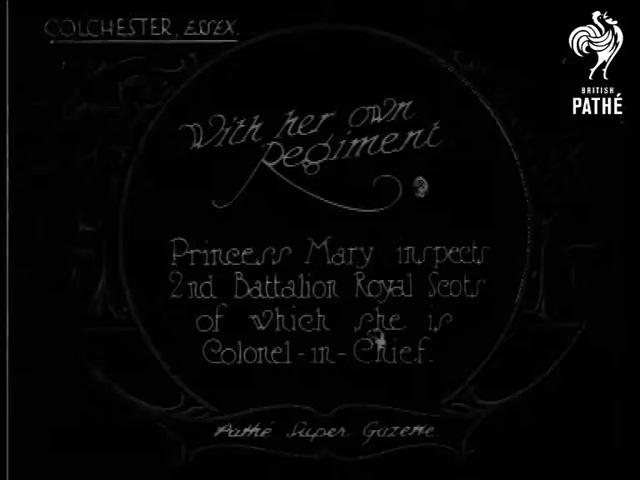 COLCHESTER, ESSEX.
BRITISH
PATHÉ
With her own
Regiment
Princess Mary inspects
2nd Battalion Royal Scots
of which she is
Colonel-in-Chief.
Pathé Super Gazette